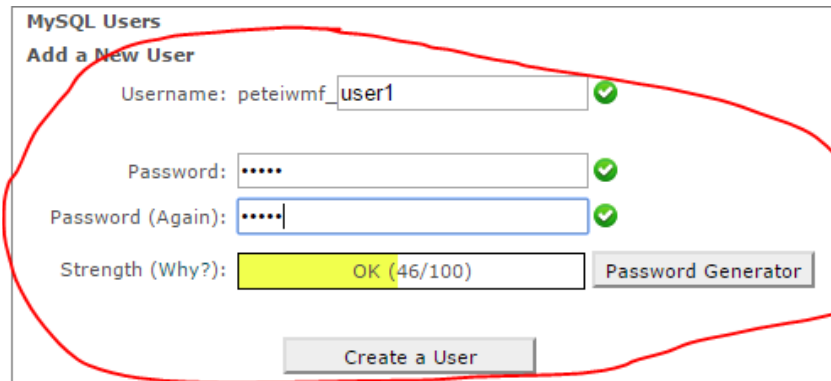 MySQL Users
Add a New User
Username: peteiwmf_user1
Password: •••••
Password (Again): •••••
Strength (Why?): OK (46/100) Password Generator
Create a User